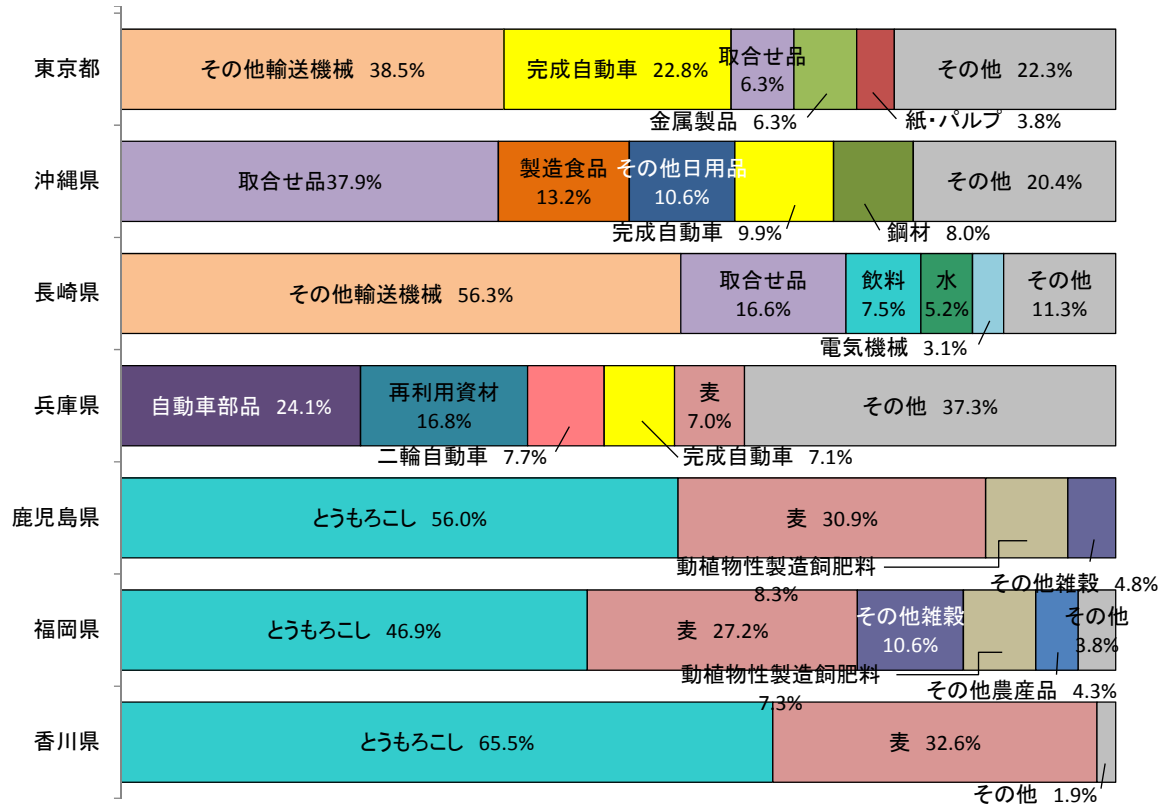 東京都
その他輸送機械 38.5%
完成自動車 22.8%
取合せ品
6.3%
その他 22.3%
金属製品 6.3%
紙・パルプ 3.8%
沖縄県
取合せ品37.9%
製造食品
13.2%
その他日用品
10.6%
その他 20.4%
完成自動車 9.9%
鋼材 8.0%
長崎県
その他輸送機械 56.3%
取合せ品
16.6%
飲料
7.5%
水
5.2%
その他
11.3%
電気機械 3.1%
兵庫県
自動車部品 24.1%
再利用資材
16.8%
麦
7.0%
その他 37.3%
二輪自動車 7.7%
完成自動車 7.1%
鹿児島県
とうもろこし 56.0%
麦 30.9%
動植物性製造飼肥料
8.3%
その他雑穀 4.8%
福岡県
とうもろこし 46.9%
麦 27.2%
その他雑穀
10.6%
その他
3.8%
動植物性製造飼肥料
7.3%
その他農産品 4.3%
香川県
とうもろこし 65.5%
麦 32.6%
その他 1.9%